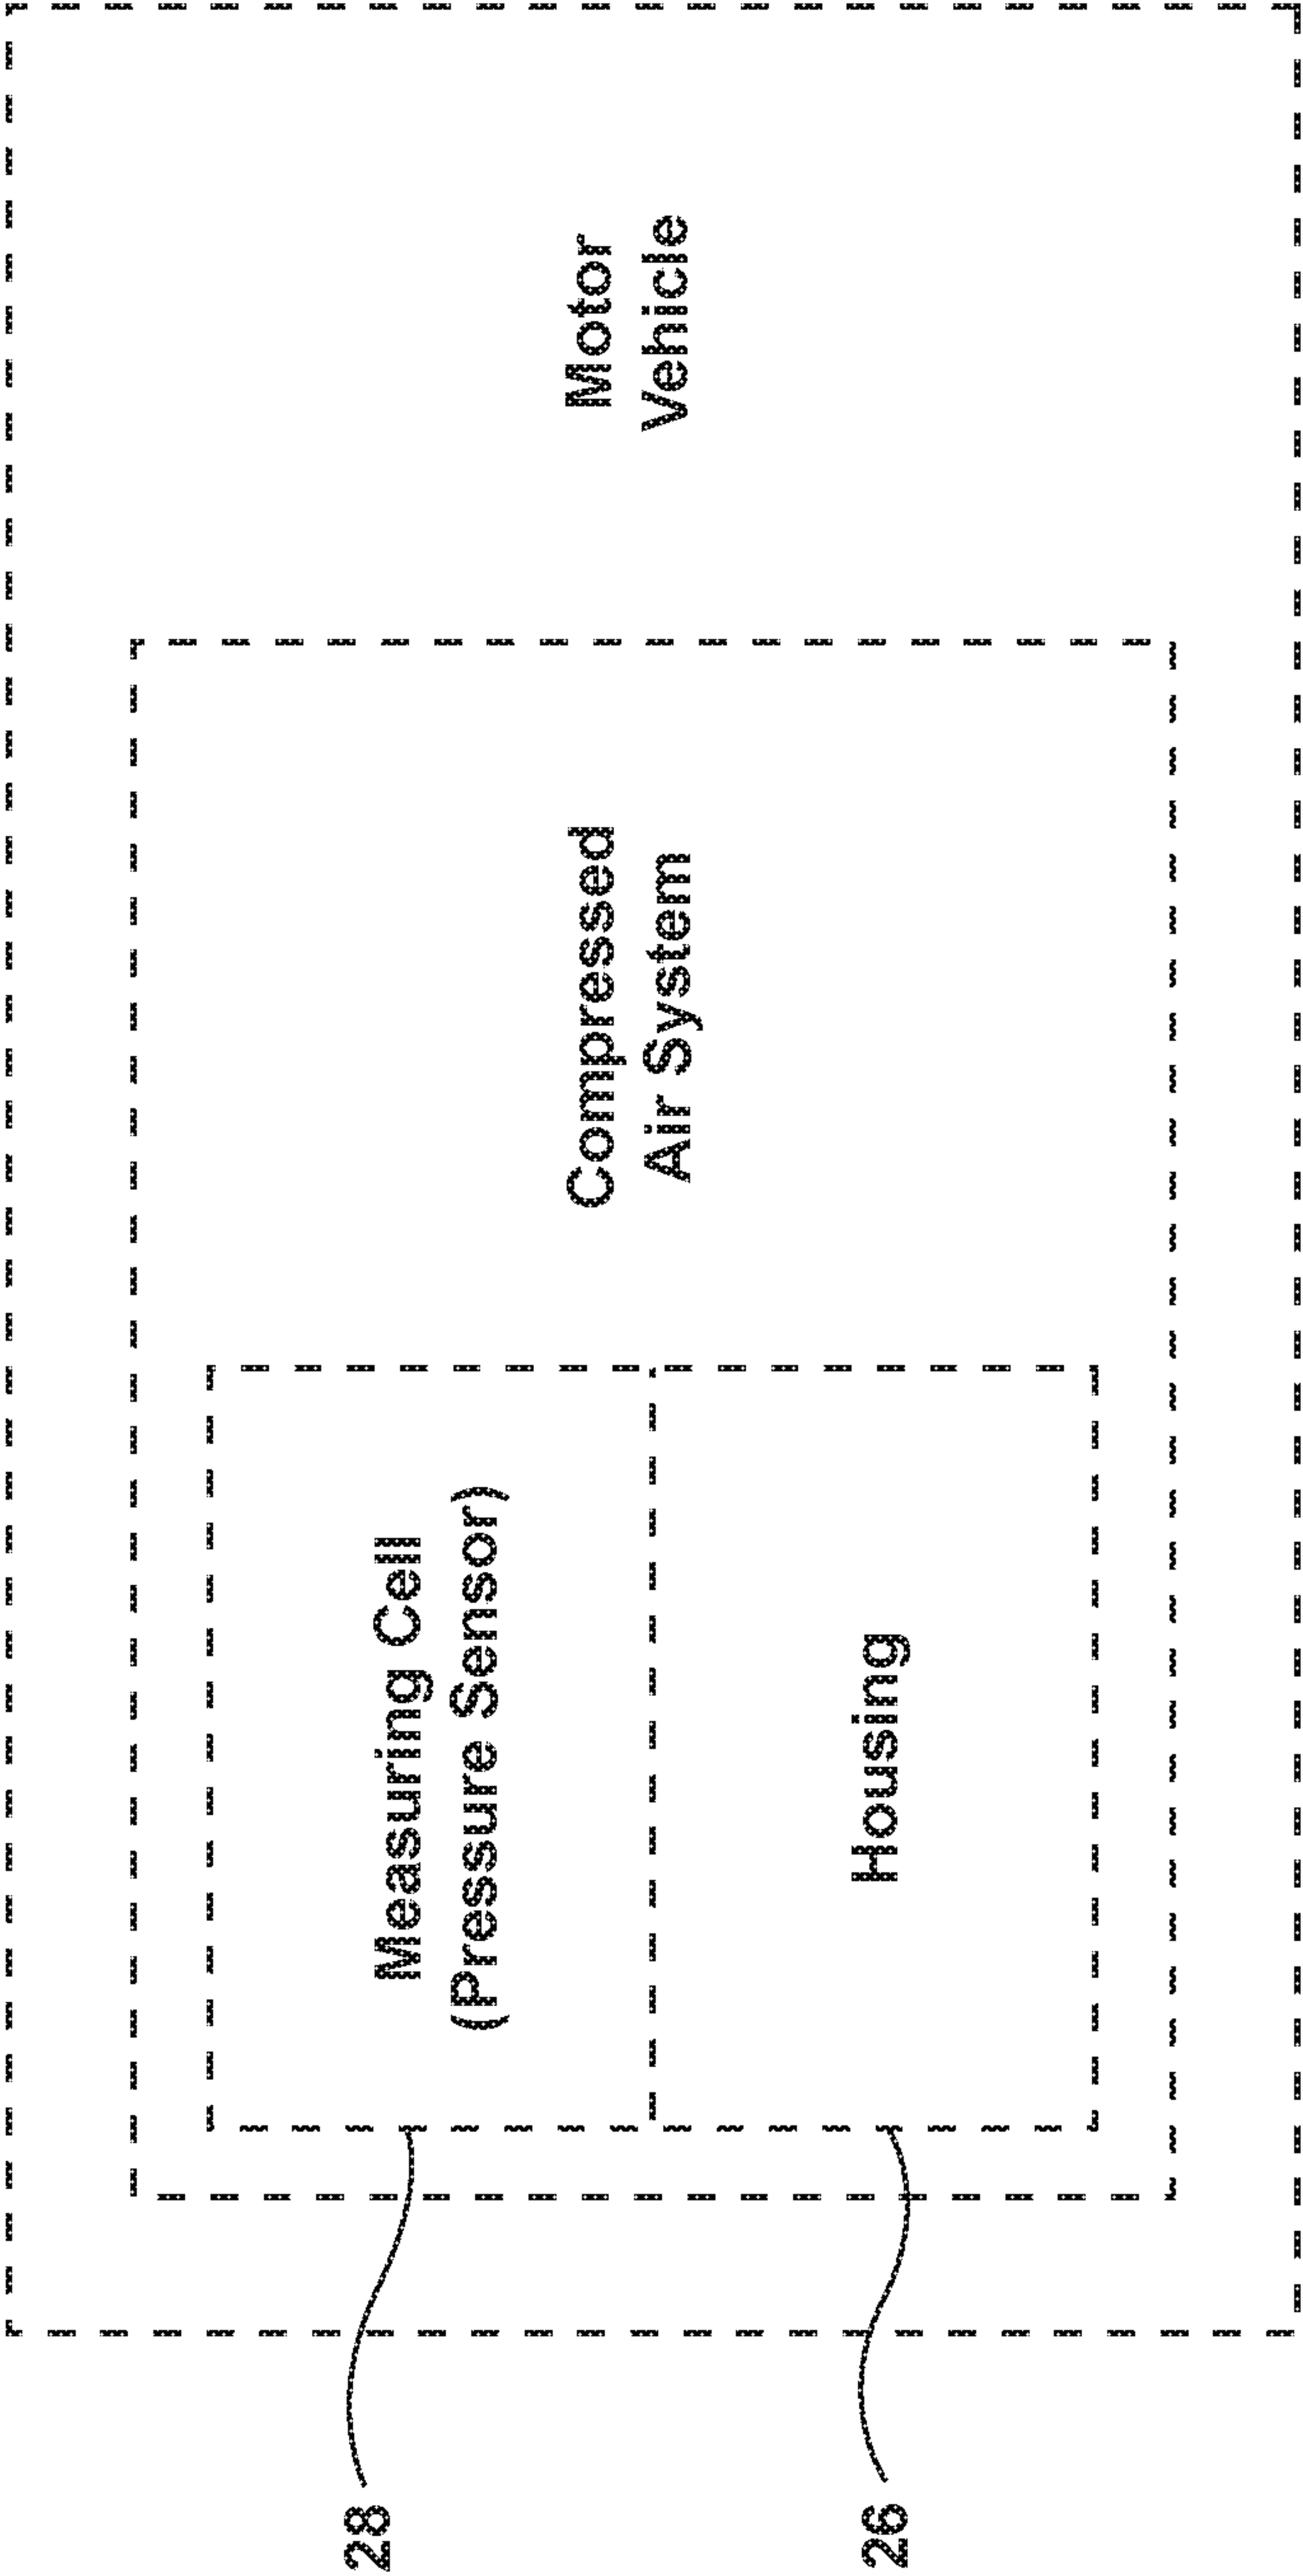 28
Measuring Cell
(Pressure Sensor)
26
Housing
Compressed
Air System
Motor
Vehicle